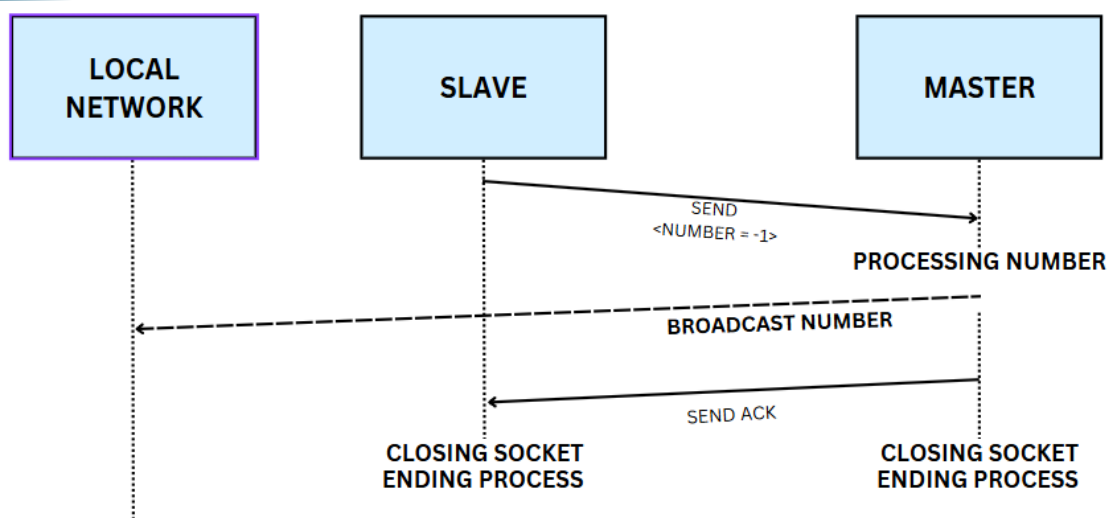 LOCAL
NETWORK
SLAVE
MASTER
SEND
<NUMBER = -1>
PROCESSING NUMBER
BROADCAST NUMBER
SEND ACK
CLOSING SOCKET
ENDING PROCESS
CLOSING SOCKET
ENDING PROCESS